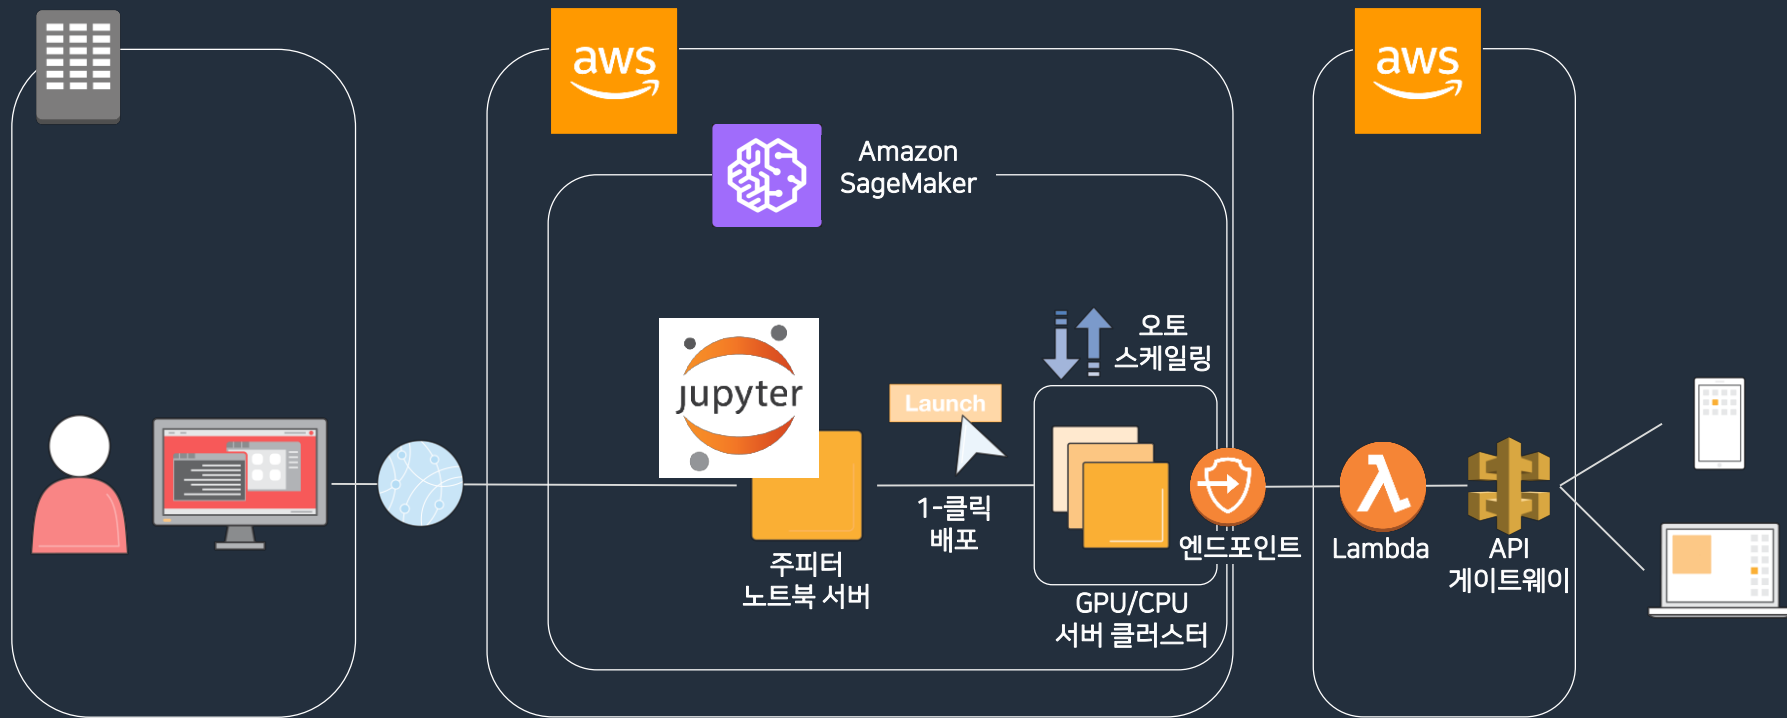 aws
aws
Amazon
SageMaker
오토
스케일링
jupyter
Launch
1-클릭
배포
주피터
노트북 서버
엔드포인트
GPU/CPU
서버 클러스터
Lambda
API
게이트웨이